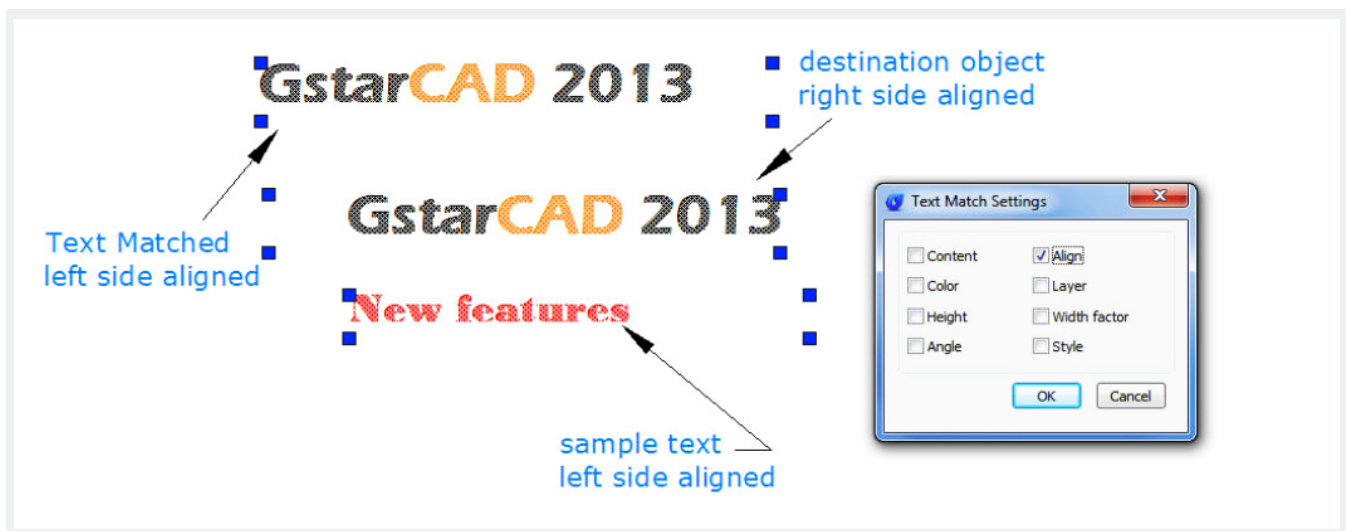 GstarCAD 2013
destination object
right side aligned
GstarCAD 2013
Text Matched
left side aligned
New features
sample text
left side aligned
Text Match Settings
Content
Align
Color
Layer
Height
Width factor
Angle
Style
OK
Cancel